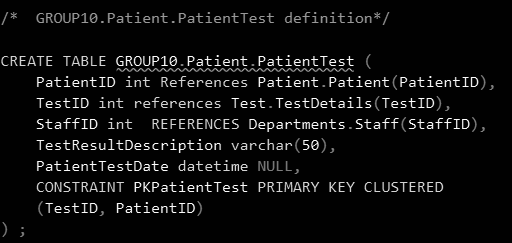 /*  GROUP10.Patient.PatientTest definition*/
CREATE TABLE GROUP10.Patient.PatientTest (
    PatientID int References Patient.Patient(PatientID),
    TestID int references Test.TestDetails(TestID),
    StaffID int  REFERENCES Departments.Staff(StaffID),
    TestResultDescription varchar(50),
    PatientTestDate datetime NULL,
    CONSTRAINT PKPatientTest PRIMARY KEY CLUSTERED
    (TestID, PatientID)
) ;